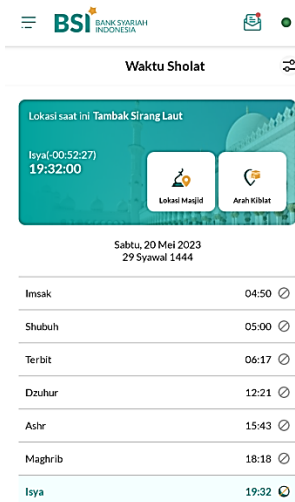 BSI BANK SYARIAH
INDONESIA
Waktu Sholat
Lokasi saat ini Tambak Sirang Laut
Isya(-00:52:27)
19:32:00
Lokasi Masjid
Arah Kiblat
Sabtu, 20 Mei 2023
29 Syawal 1444
Imsak 04:50
Shubuh 05:00
Terbit 06:17
Dzuhur 12:21
Ashr 15:43
Maghrib 18:18
Isya 19:32